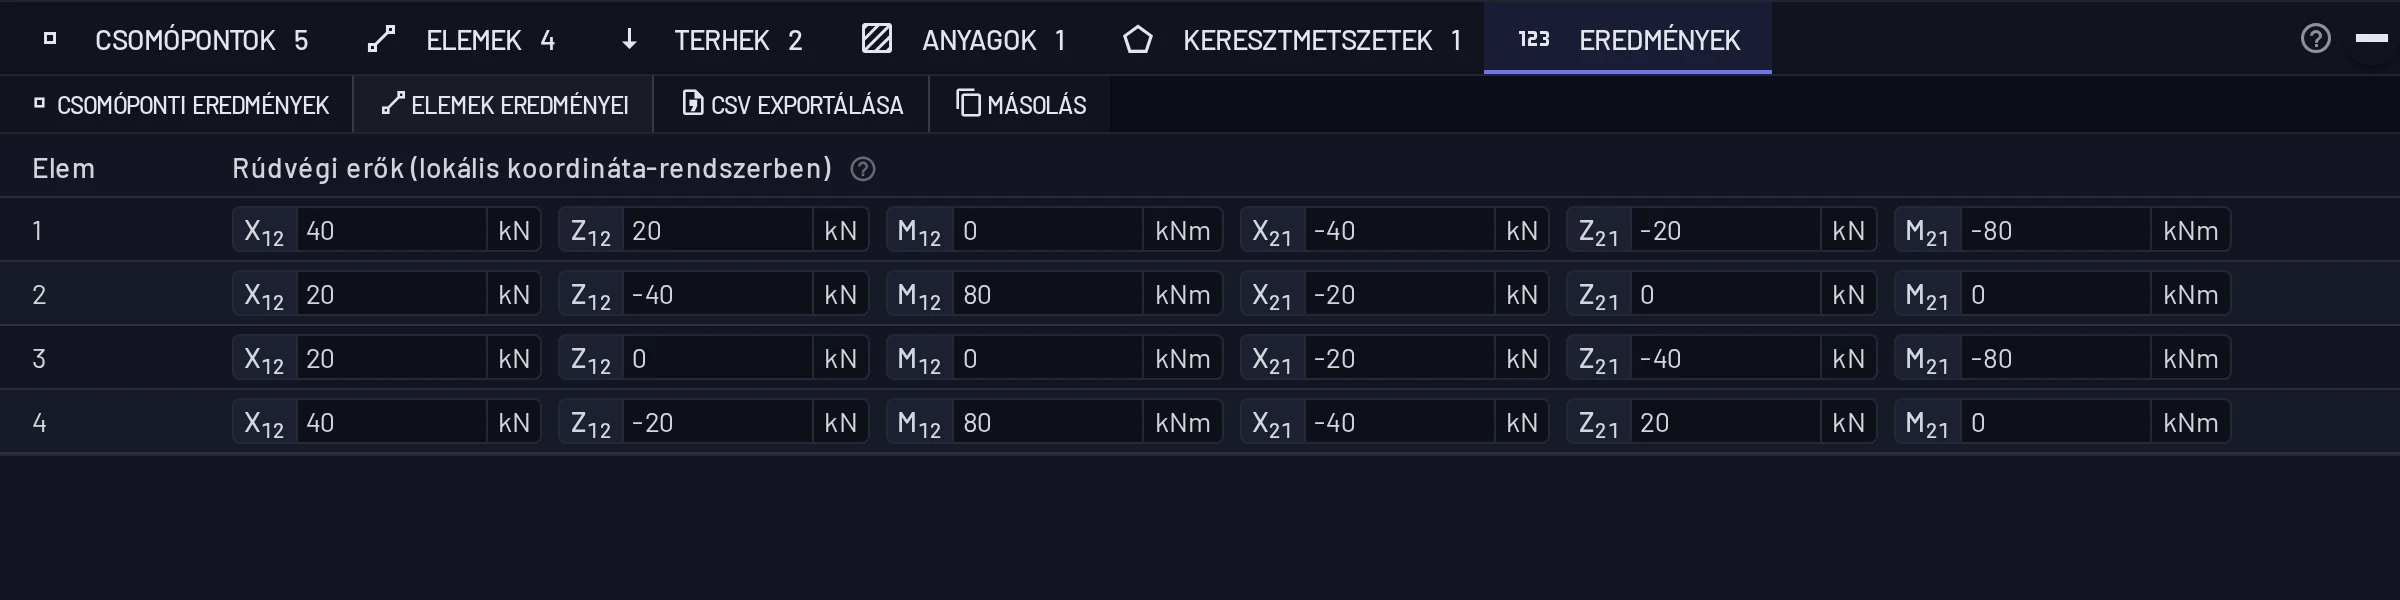 CSOMÓPONTOK 5 ELEMEK 4 TERHEK 2 ANYAGOK 1 KERESZTMETSZETEK 1 123 EREDMÉNYEK
CSOMÓPONTI EREDMÉNYEK ELEMEK EREDMÉNYEI CSV EXPORTÁLÁSA MÁSOLÁS
Elem Rúdvégi erők (lokális koordináta-rendszerben)
1 X12 40 kN Z12 20 kN M12 0 kNm X21 -40 kN Z21 -20 kN M21 -80 kNm
2 X12 20 kN Z12 -40 kN M12 80 kNm X21 -20 kN Z21 0 kN M21 0 kNm
3 X12 20 kN Z12 0 kN M12 0 kNm X21 -20 kN Z21 -40 kN M21 -80 kNm
4 X12 40 kN Z12 -20 kN M12 80 kNm X21 -40 kN Z21 20 kN M21 0 kNm